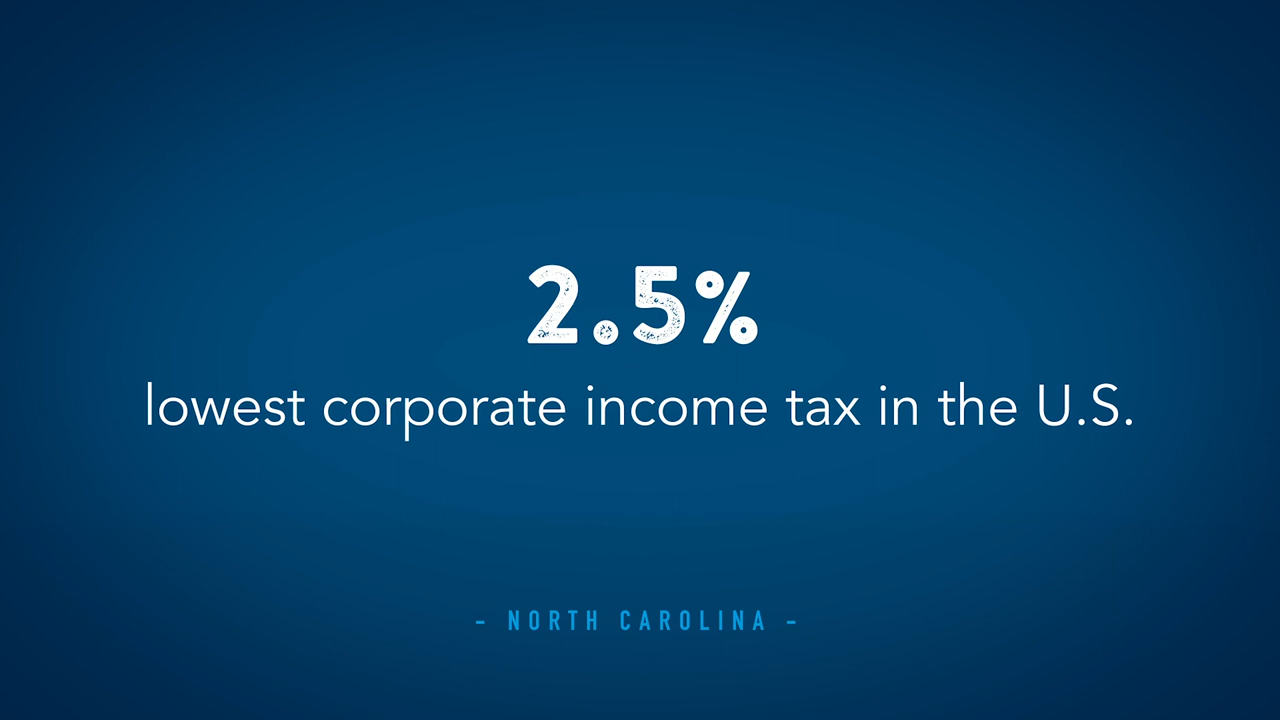 2.5%
lowest corporate income tax in the U.S.
- NORTH CAROLINA -